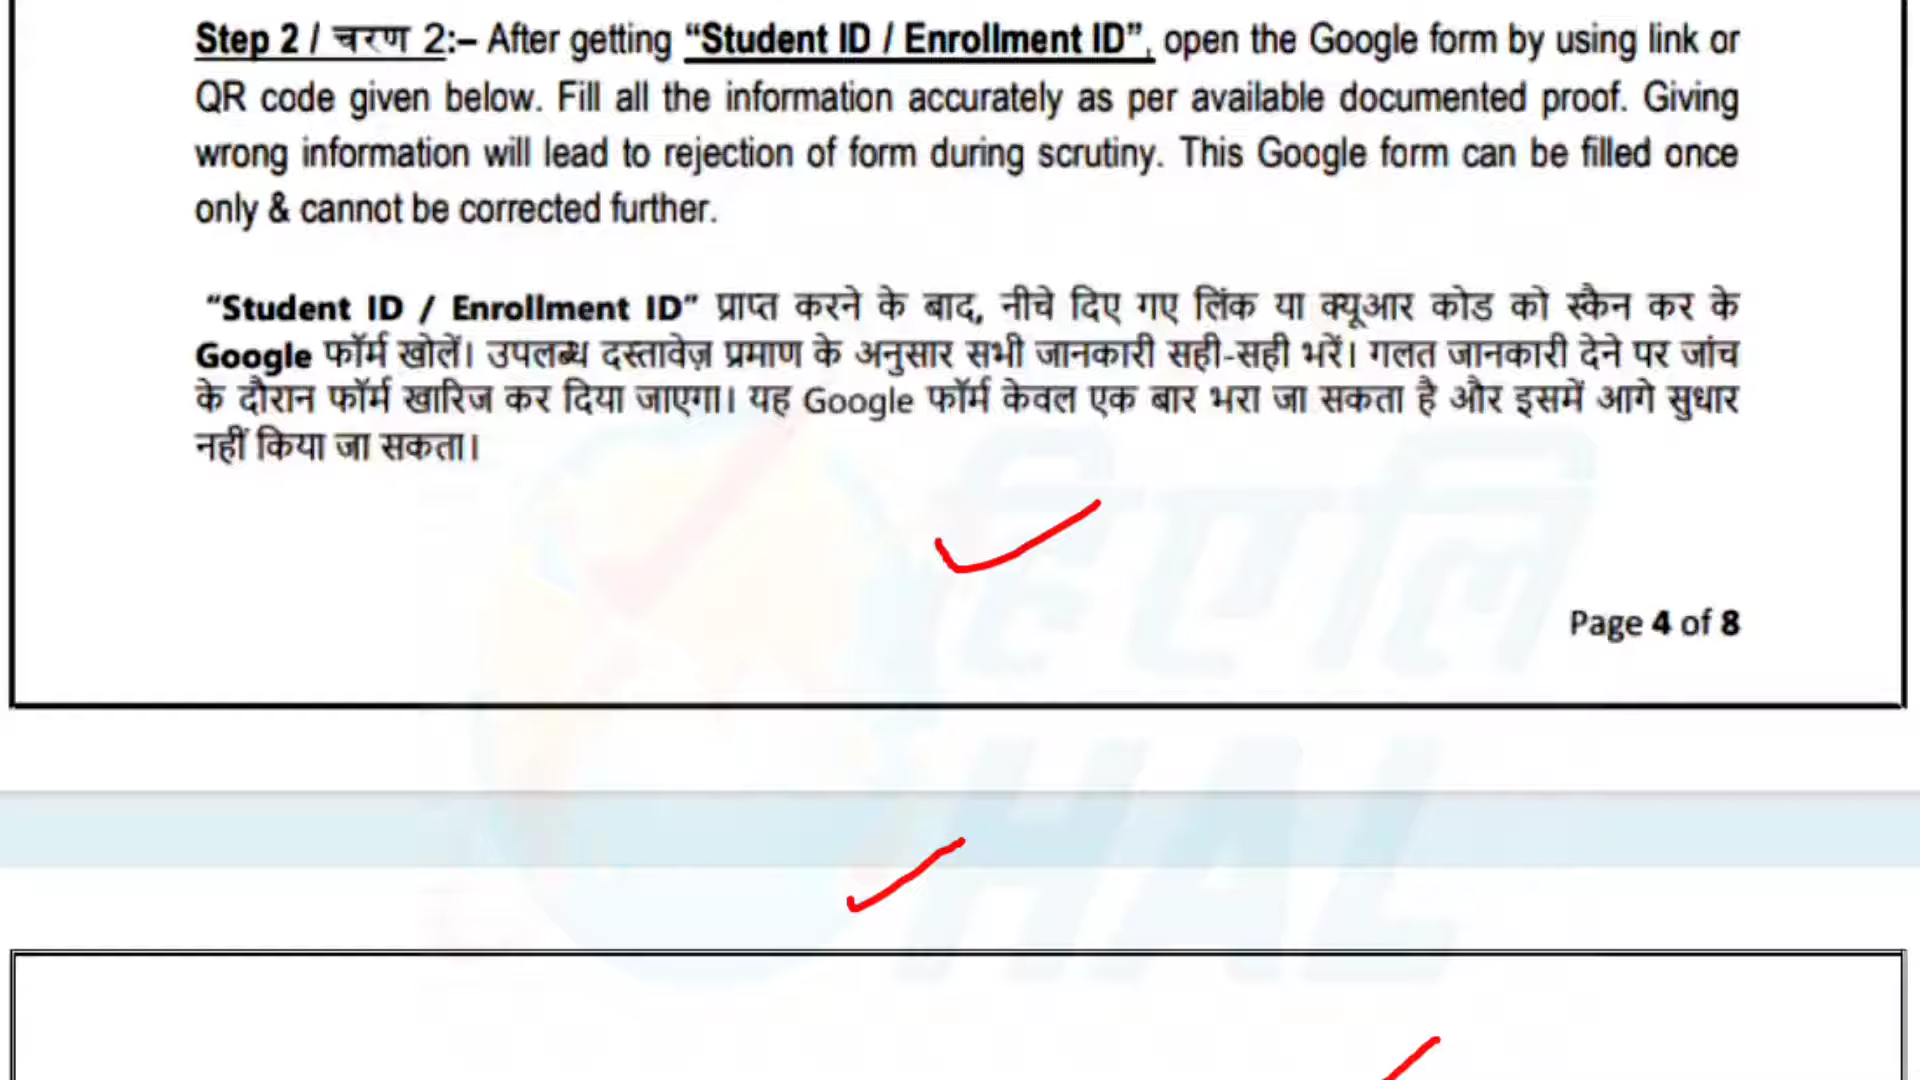 Step 2 / चरण 2:– After getting “Student ID / Enrollment ID”, open the Google form by using link or
QR code given below. Fill all the information accurately as per available documented proof. Giving
wrong information will lead to rejection of form during scrutiny. This Google form can be filled once
only & cannot be corrected further.
“Student ID / Enrollment ID” प्राप्त करने के बाद, नीचे दिए गए लिंक या क्यूआर कोड को स्कैन कर के
Google फॉर्म खोलें। उपलब्ध दस्तावेज़ प्रमाण के अनुसार सभी जानकारी सही-सही भरें। गलत जानकारी देने पर जांच
के दौरान फॉर्म खारिज कर दिया जाएगा। यह Google फॉर्म केवल एक बार भरा जा सकता है और इसमें आगे सुधार
नहीं किया जा सकता।
एचएएल
Page 4 of 8
HAL